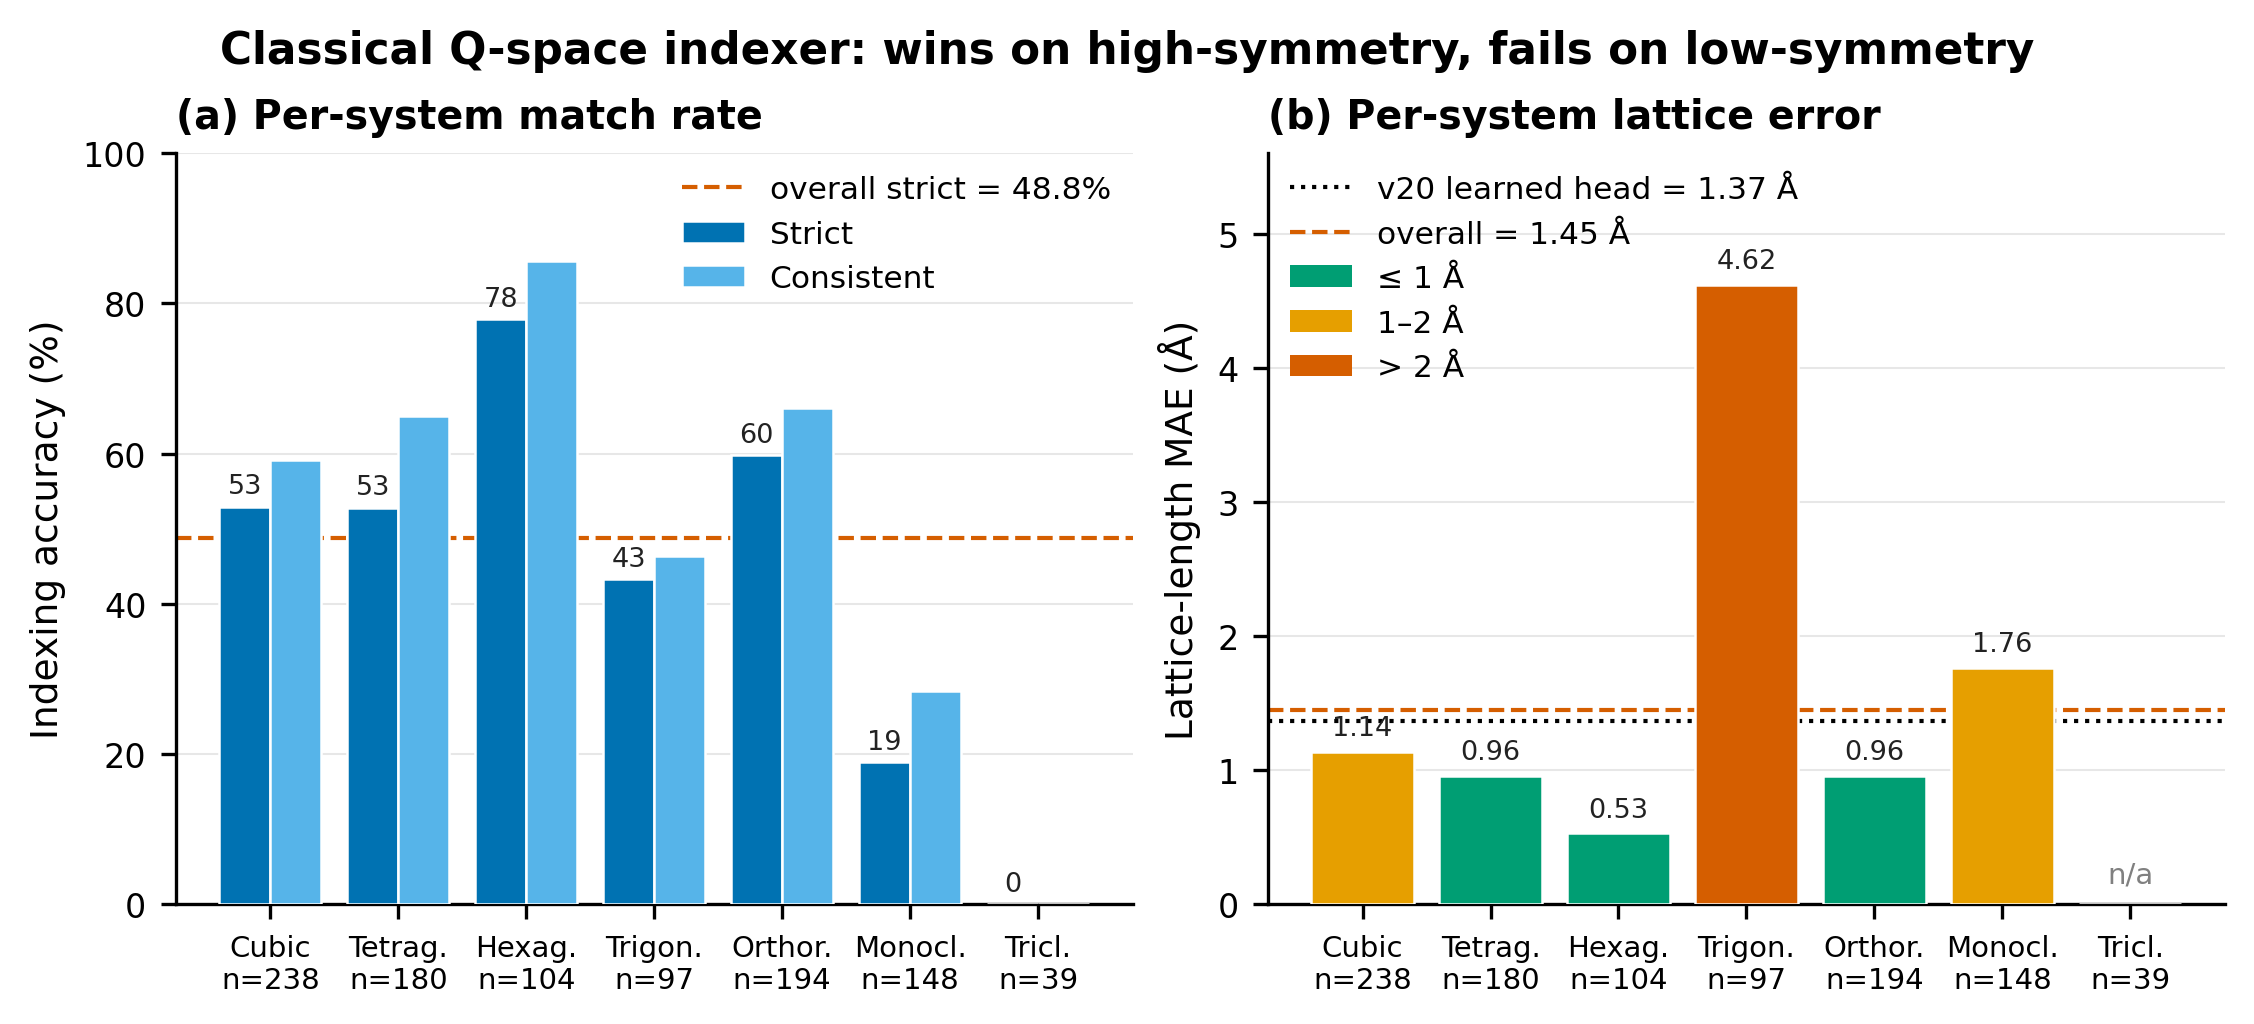 Classical Q-space indexer: wins on high-symmetry, fails on low-symmetry
(a) Per-system match rate
Indexing accuracy (%)
100
80
60
40
20
0
overall strict = 48.8%
Strict
Consistent
53
53
78
43
60
19
0
Cubic
n=238
Tetrag.
n=180
Hexag.
n=104
Trigon.
n=97
Orthor.
n=194
Monocl.
n=148
Tricl.
n=39
(b) Per-system lattice error
Lattice-length MAE (Å)
5
4
3
2
1
0
v20 learned head = 1.37 Å
overall = 1.45 Å
≤ 1 Å
1–2 Å
> 2 Å
1.14
0.96
0.53
4.62
0.96
1.76
n/a
Cubic
n=238
Tetrag.
n=180
Hexag.
n=104
Trigon.
n=97
Orthor.
n=194
Monocl.
n=148
Tricl.
n=39